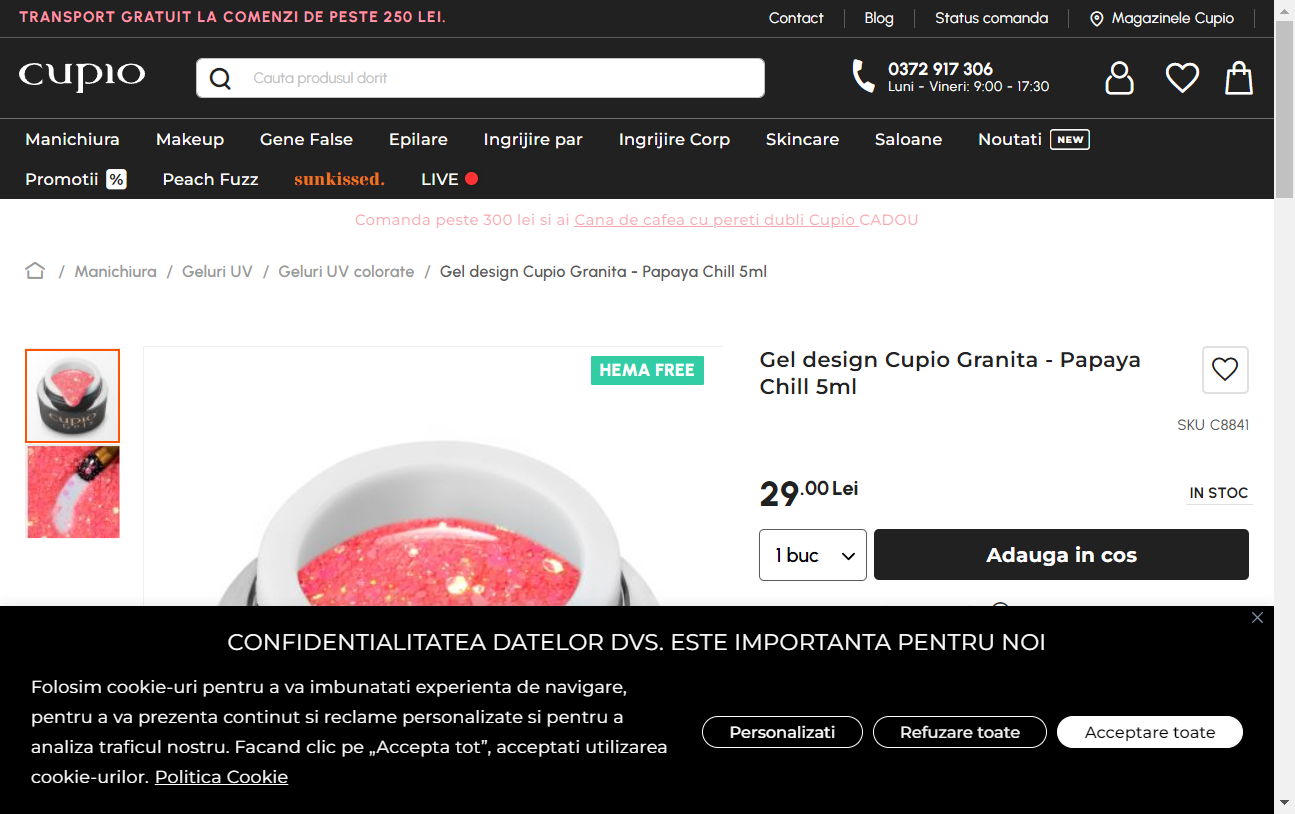 TRANSPORT GRATUIT LA COMENZI DE PESTE 250 LEI.
Contact
Blog
Status comanda
Magazinele Cupio
cupio
Cauta produsul dorit
0372 917 306
Luni - Vineri: 9:00 - 17:30
Manichiura
Makeup
Gene False
Epilare
Ingrijire par
Ingrijire Corp
Skincare
Saloane
Noutati NEW
Promotii %
Peach Fuzz
sunkissed.
LIVE
Comanda peste 300 lei si ai Cana de cafea cu pereti dubli Cupio CADOU
/ Manichiura / Geluri UV / Geluri UV colorate / Gel design Cupio Granita - Papaya Chill 5ml
cupio
HEMA FREE
Gel design Cupio Granita - Papaya
Chill 5ml
SKU C8841
29.00 Lei
IN STOC
1 buc
Adauga in cos
CONFIDENTIALITATEA DATELOR DVS. ESTE IMPORTANTA PENTRU NOI
Folosim cookie-uri pentru a va imbunatati experienta de navigare,
pentru a va prezenta continut si reclame personalizate si pentru a
analiza traficul nostru. Facand clic pe „Accepta tot”, acceptati utilizarea
cookie-urilor. Politica Cookie
Personalizati
Refuzare toate
Acceptare toate